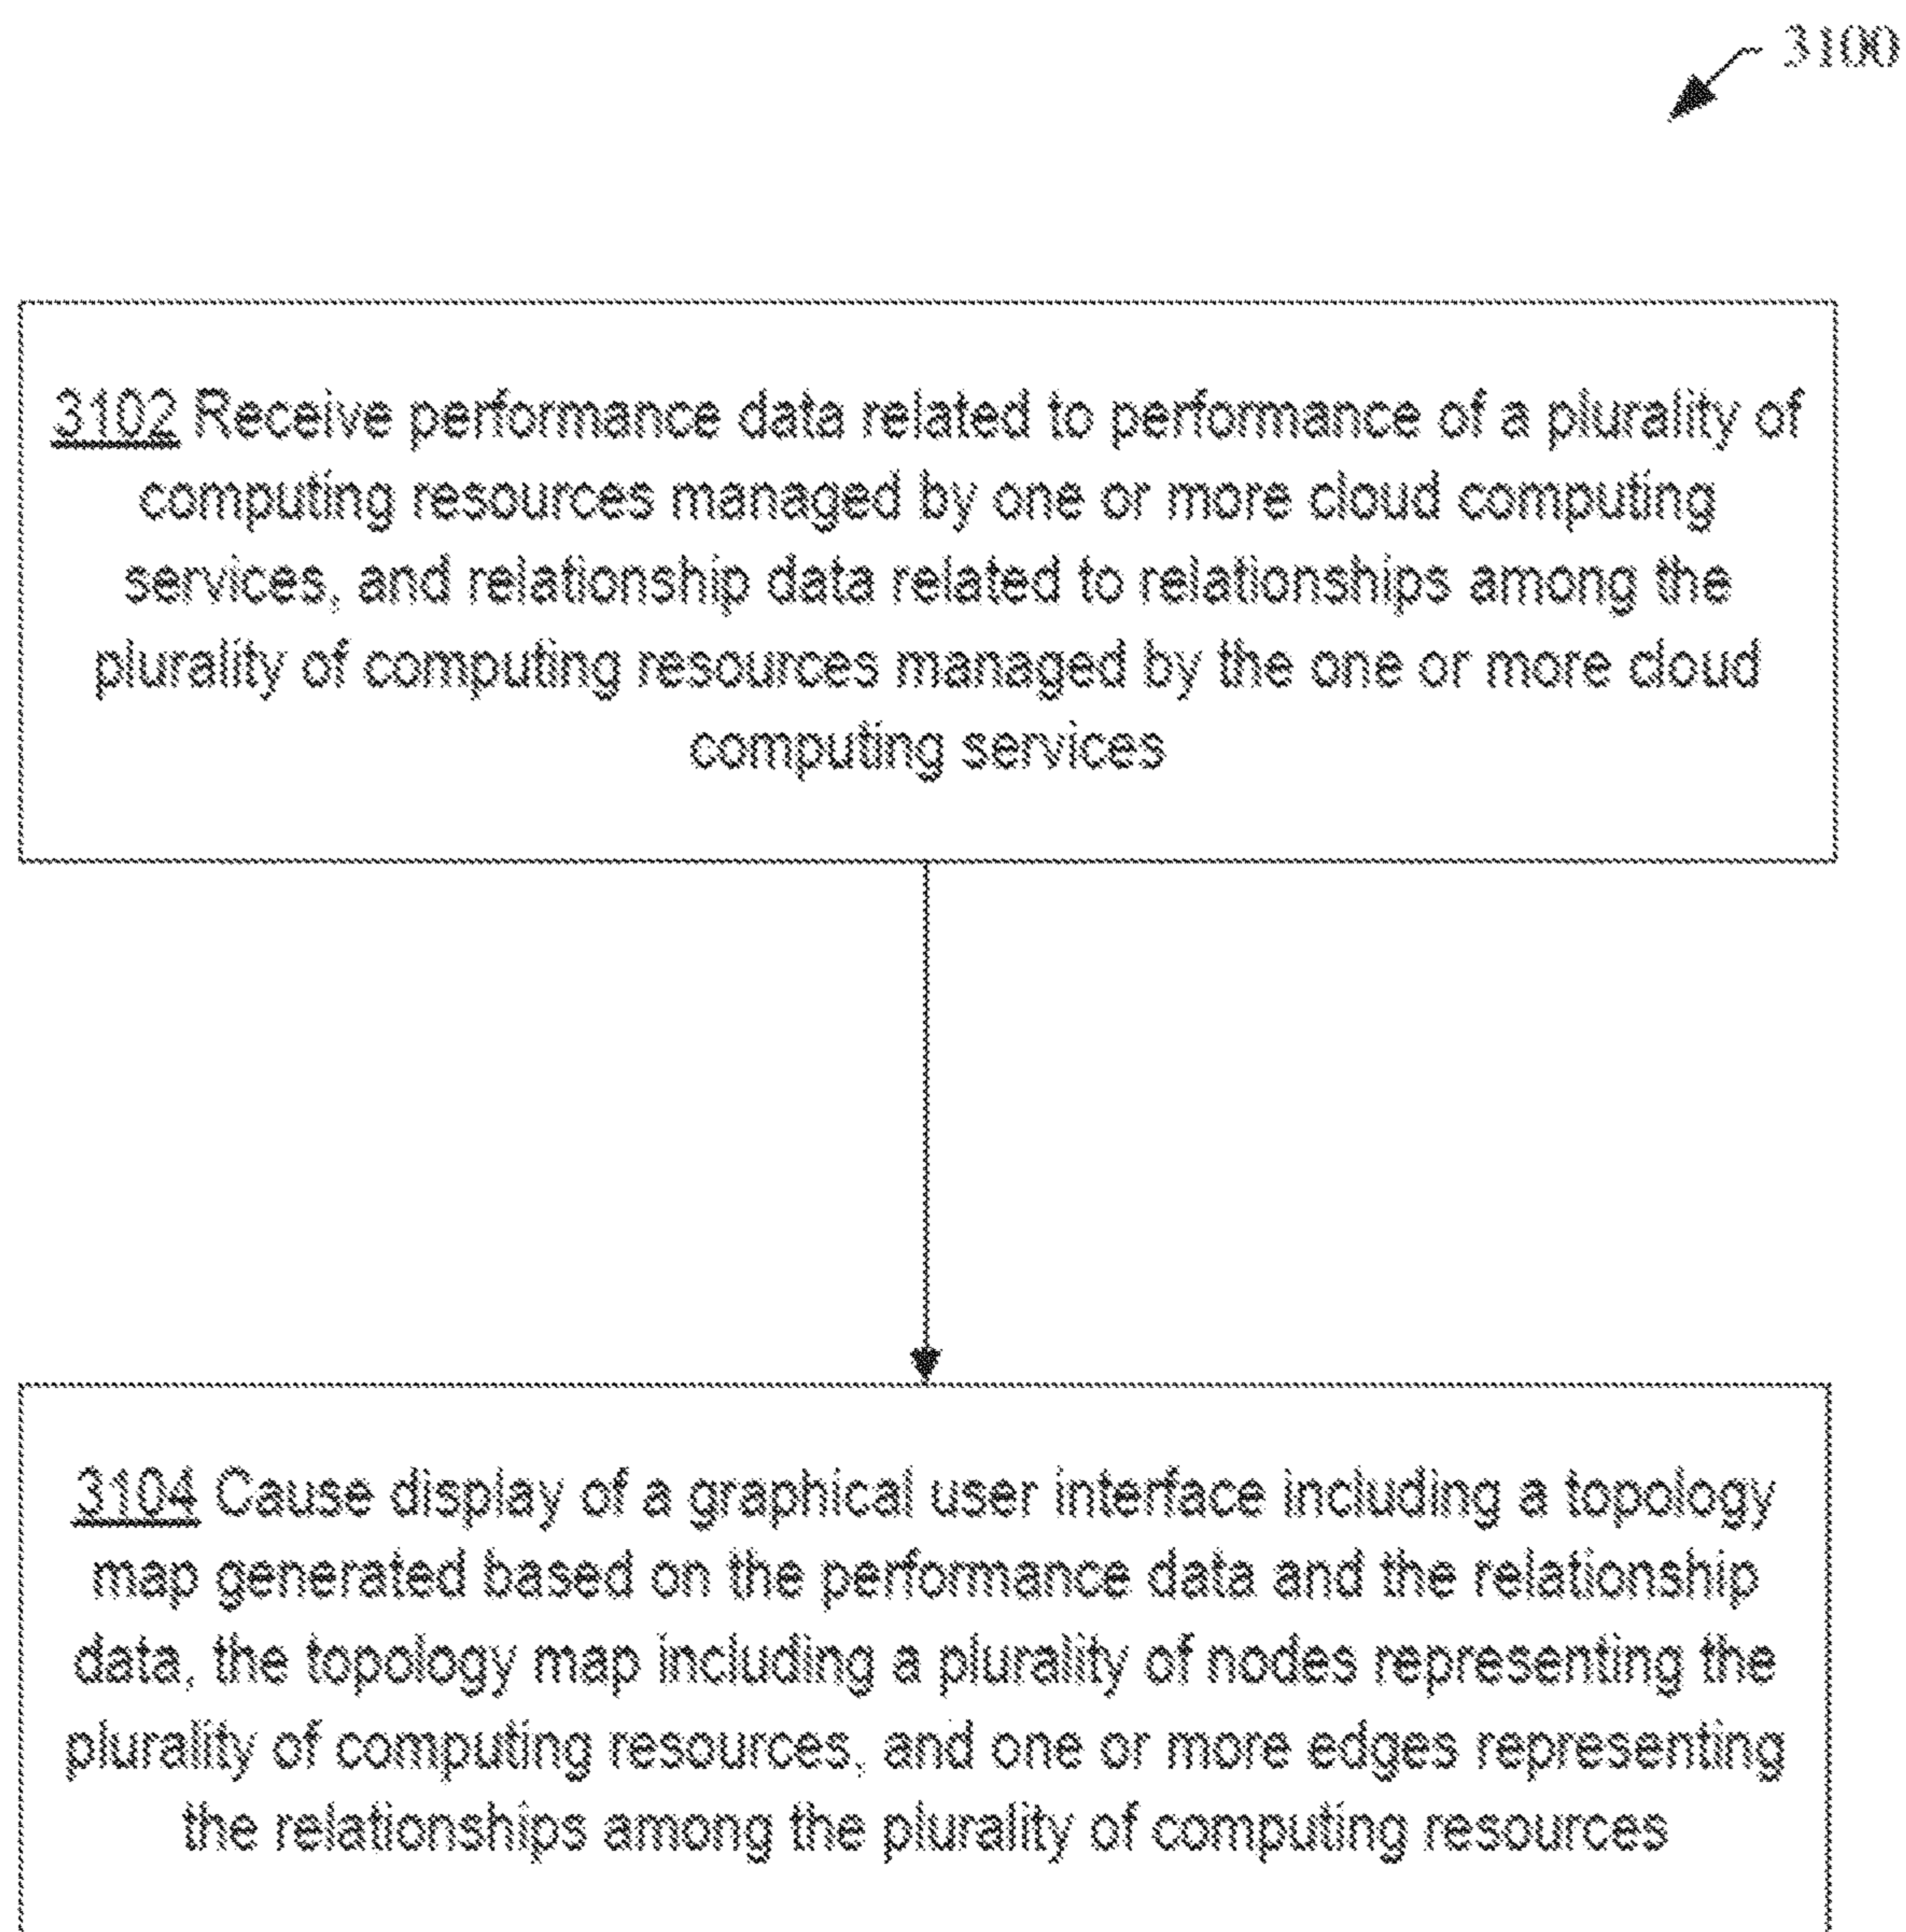 3100
3102 Receive performance data related to performance of a plurality of
computing resources managed by one or more cloud computing
services, and relationship data related to relationships among the
plurality of computing resources managed by the one or more cloud
computing services
3104 Cause display of a graphical user interface including a topology
map generated based on the performance data and the relationship
data, the topology map including a plurality of nodes representing the
plurality of computing resources, and one or more edges representing
the relationships among the plurality of computing resources